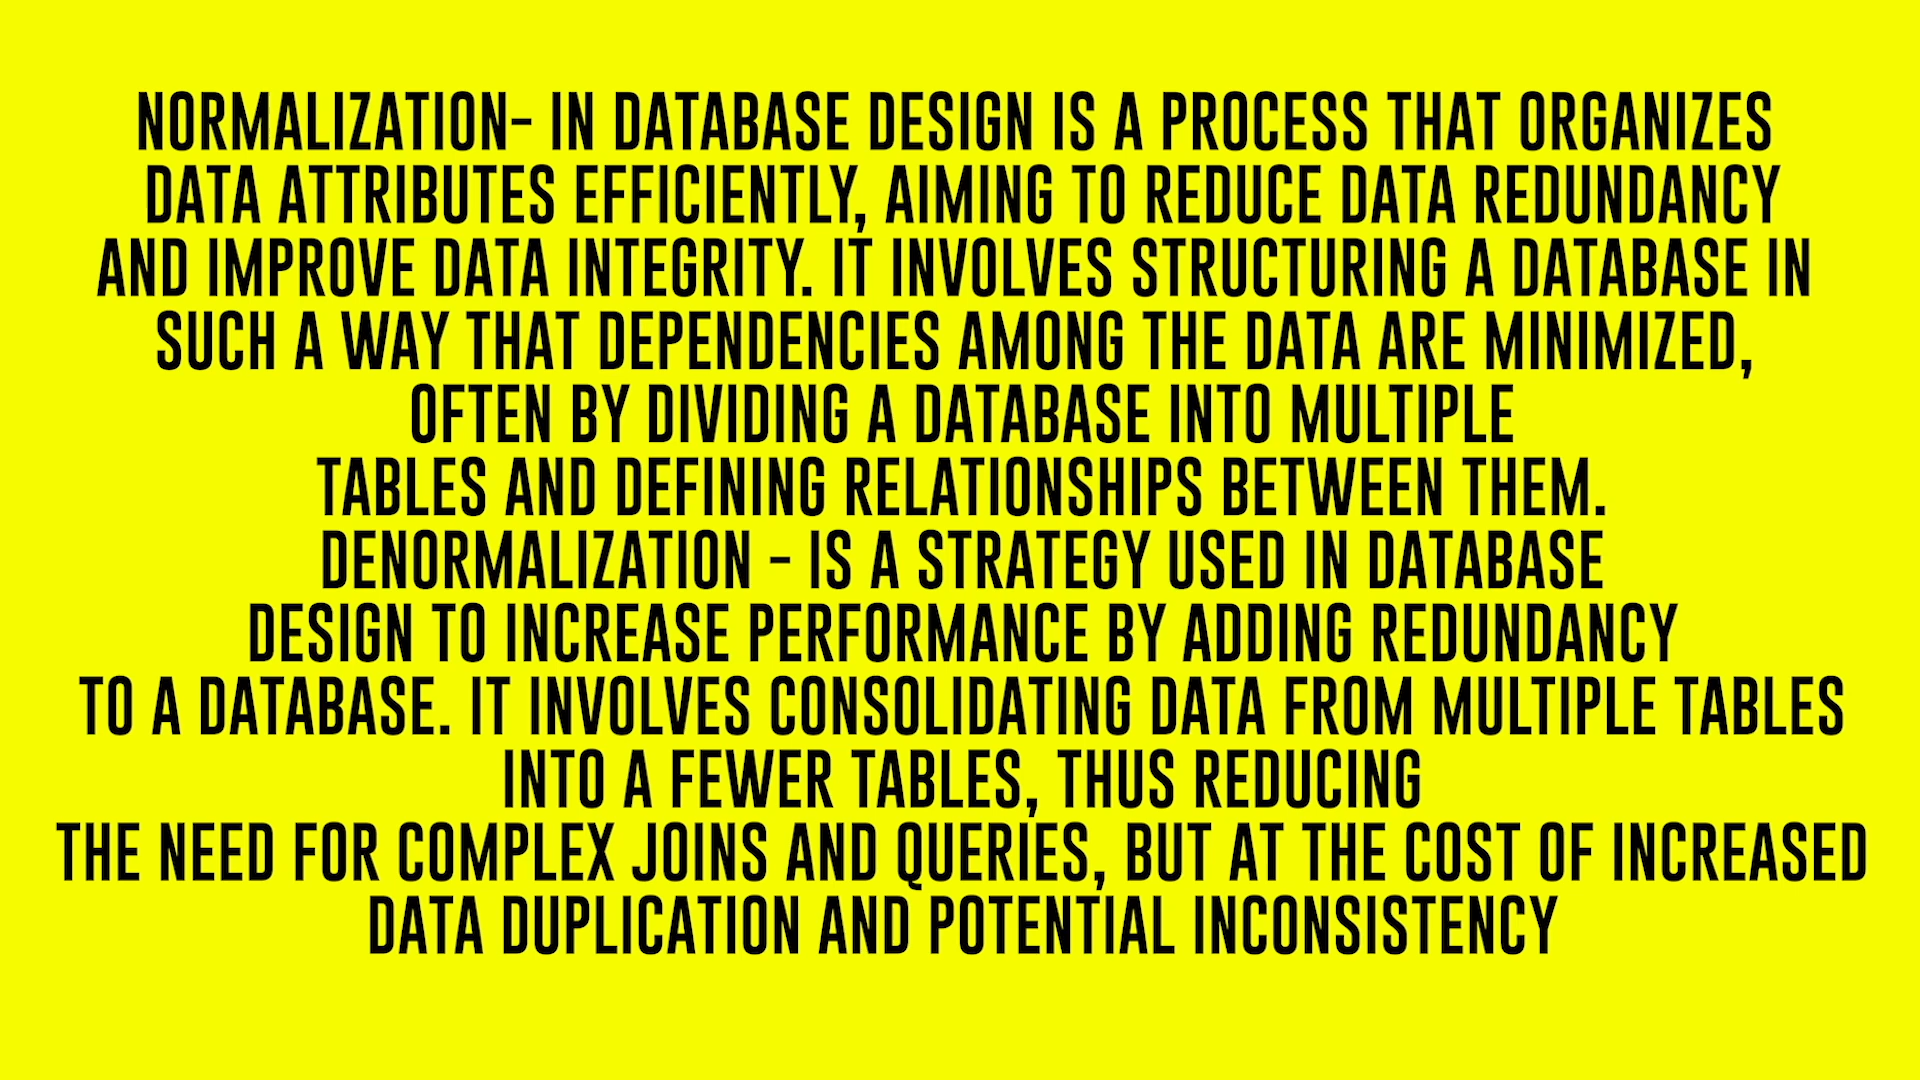 NORMALIZATION- IN DATABASE DESIGN IS A PROCESS THAT ORGANIZES
DATA ATTRIBUTES EFFICIENTLY, AIMING TO REDUCE DATA REDUNDANCY
AND IMPROVE DATA INTEGRITY. IT INVOLVES STRUCTURING A DATABASE IN
SUCH A WAY THAT DEPENDENCIES AMONG THE DATA ARE MINIMIZED,
OFTEN BY DIVIDING A DATABASE INTO MULTIPLE
TABLES AND DEFINING RELATIONSHIPS BETWEEN THEM.
DENORMALIZATION - IS A STRATEGY USED IN DATABASE
DESIGN TO INCREASE PERFORMANCE BY ADDING REDUNDANCY
TO A DATABASE. IT INVOLVES CONSOLIDATING DATA FROM MULTIPLE TABLES
INTO A FEWER TABLES, THUS REDUCING
THE NEED FOR COMPLEX JOINS AND QUERIES, BUT AT THE COST OF INCREASED
DATA DUPLICATION AND POTENTIAL INCONSISTENCY